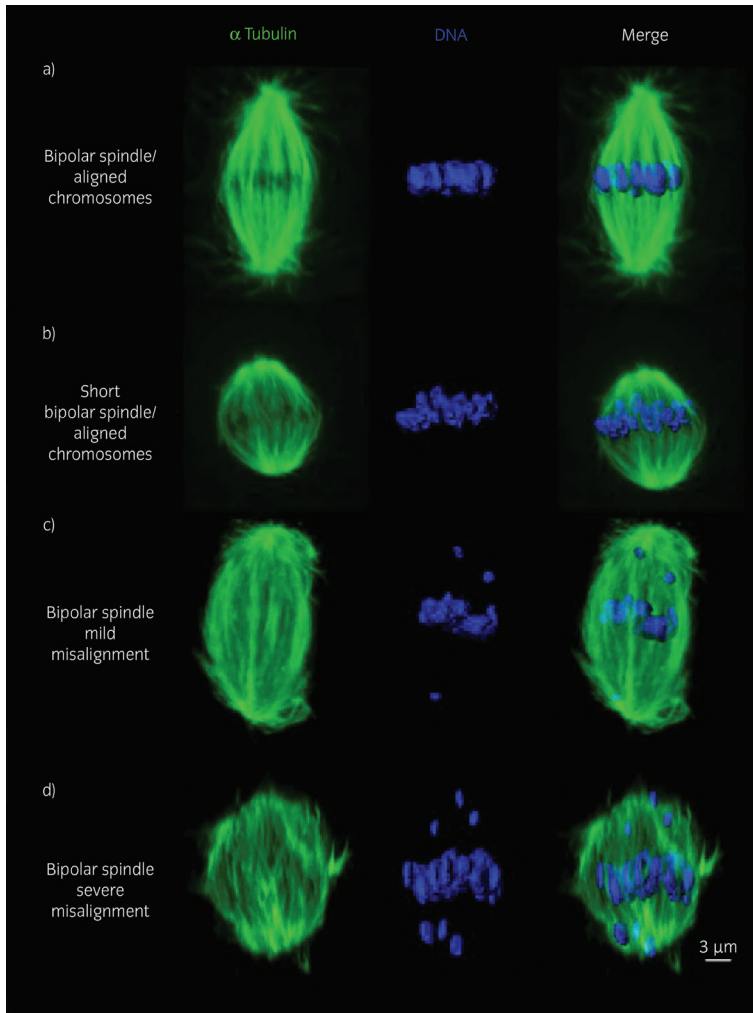 α Tubulin
DNA
Merge
a)
Bipolar spindle/
aligned
chromosomes
b)
Short
bipolar spindle/
aligned
chromosomes
c)
Bipolar spindle
mild
misalignment
d)
Bipolar spindle
severe
misalignment
3 μm